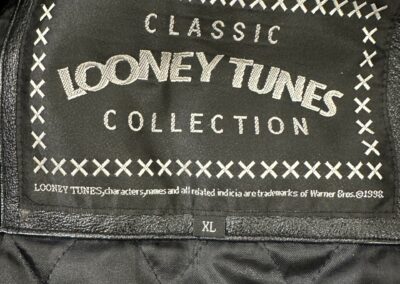 CLASSIC
LOONEY TUNES
COLLECTION
LOONEY TUNES, characters, names and all related indicia are trademarks of Warner Bros. ©1998
XL